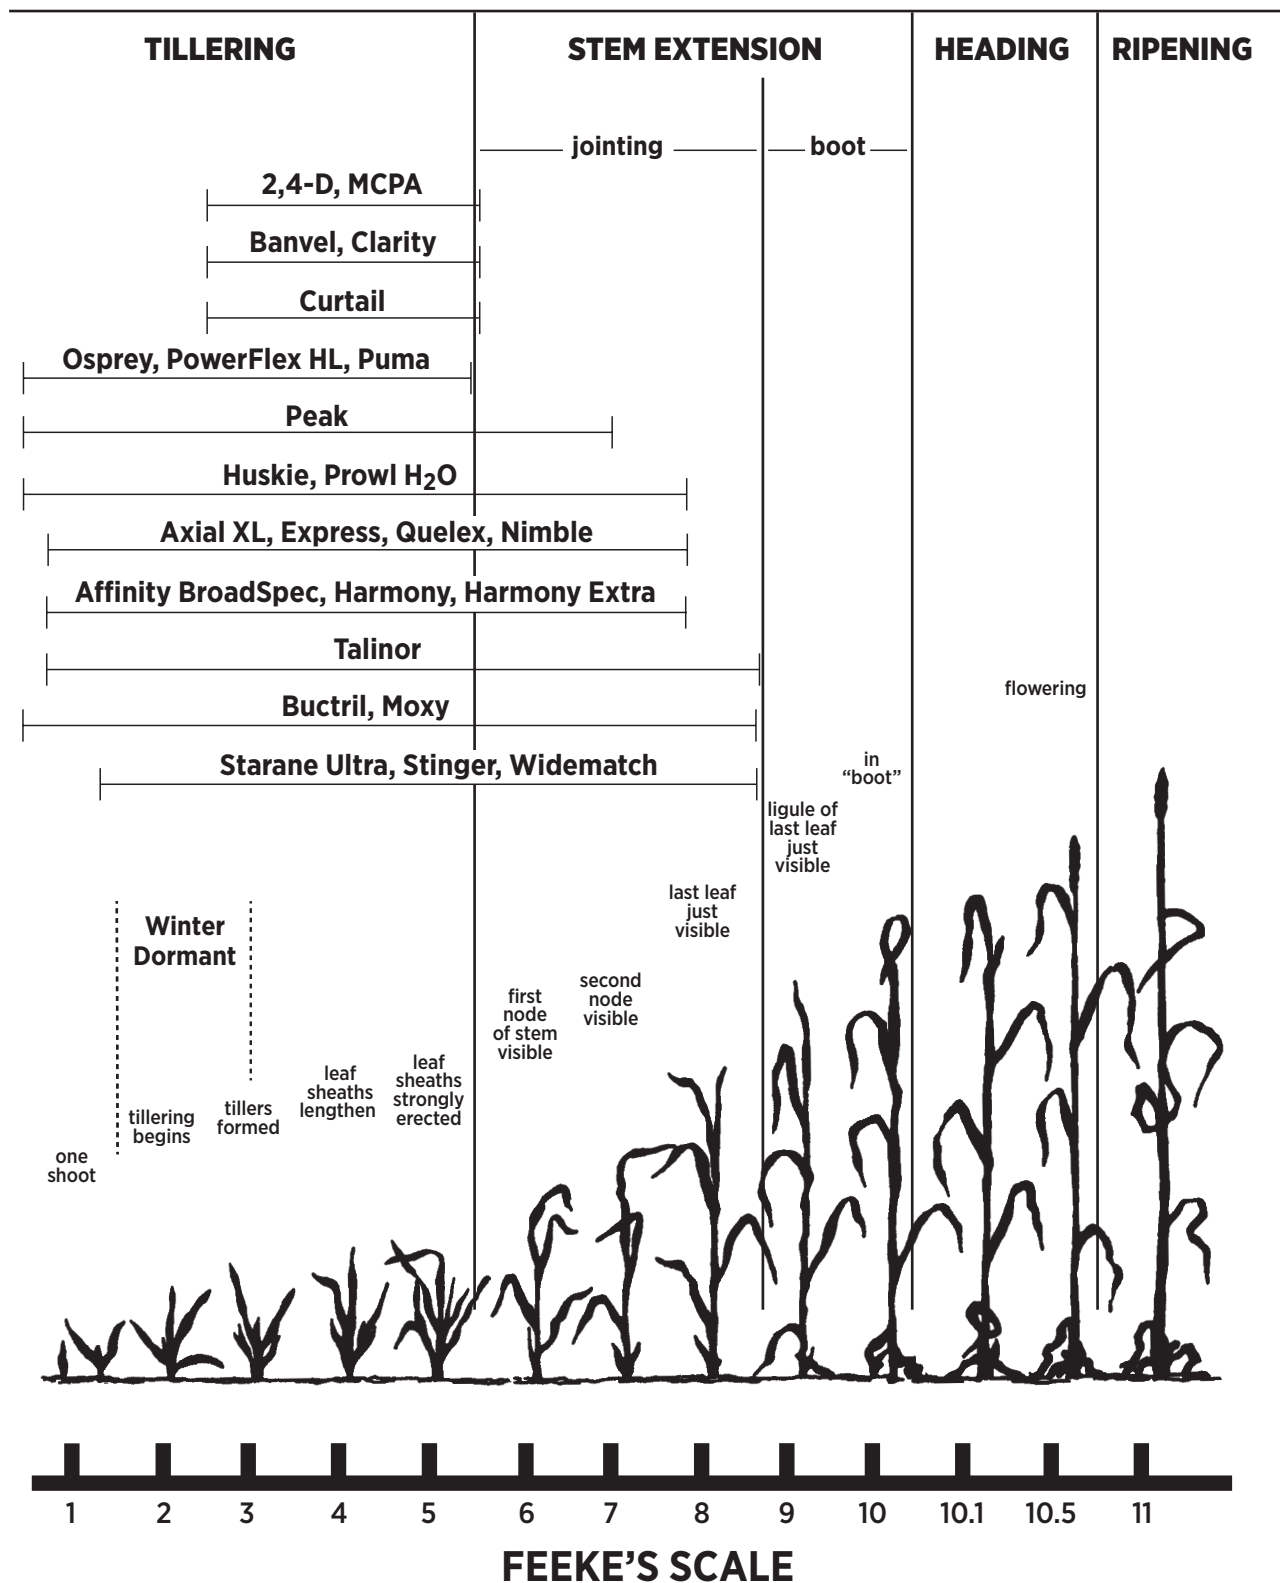 TILLERING
STEM EXTENSION
HEADING
RIPENING
jointing
boot
2,4-D, MCPA
Banvel, Clarity
Curtail
Osprey, PowerFlex HL, Puma
Peak
Huskie, Prowl H₂O
Axial XL, Express, Quelex, Nimble
Affinity BroadSpec, Harmony, Harmony Extra
Talinor
Buctril, Moxy
Starane Ultra, Stinger, Widematch
flowering
in
“boot”
ligule of
last leaf
just
visible
last leaf
just
visible
second
node
visible
first
node
of stem
visible
leaf
sheaths
strongly
erected
leaf
sheaths
lengthen
Winter
Dormant
tillers
formed
tillering
begins
one
shoot
1 2 3 4 5 6 7 8 9 10 10.1 10.5 11
FEEKE’S SCALE